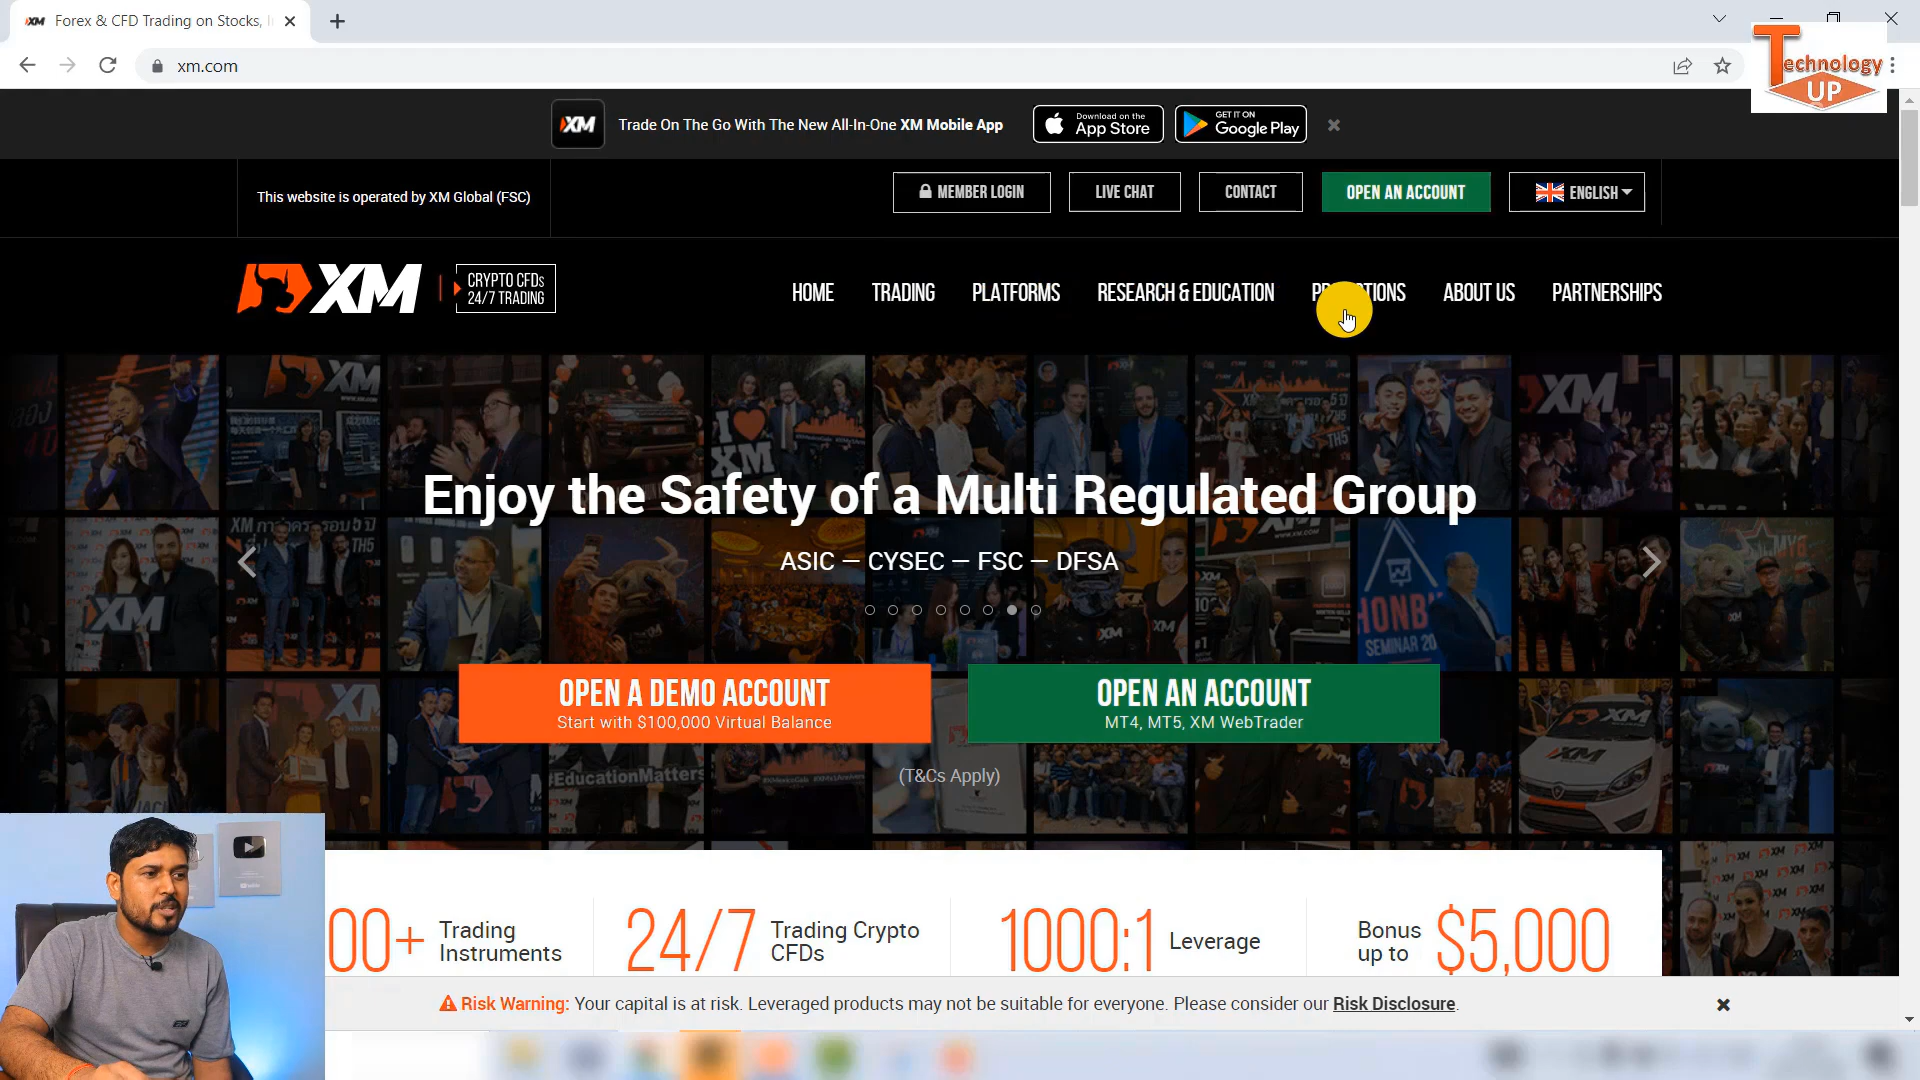 XM Forex & CFD Trading on Stocks, I
xm.com
Technology
UP
XM Trade On The Go With The New All-In-One XM Mobile App
Download on the
App Store
GET IT ON
Google Play
This website is operated by XM Global (FSC)
MEMBER LOGIN
LIVE CHAT
CONTACT
OPEN AN ACCOUNT
ENGLISH
XM
CRYPTO CFDs
24/7 TRADING
HOME
TRADING
PLATFORMS
RESEARCH & EDUCATION
ABOUT US
PARTNERSHIPS
Enjoy the Safety of a Multi Regulated Group
ASIC — CYSEC — FSC — DFSA
OPEN A DEMO ACCOUNT
Start with $100,000 Virtual Balance
OPEN AN ACCOUNT
MT4, MT5, XM WebTrader
(T&Cs Apply)
#EducationMatters
00+ Trading
Instruments
24/7 Trading Crypto
CFDs
1000:1 Leverage
Bonus
up to $5,000
Risk Warning: Your capital is at risk. Leveraged products may not be suitable for everyone. Please consider our Risk Disclosure.